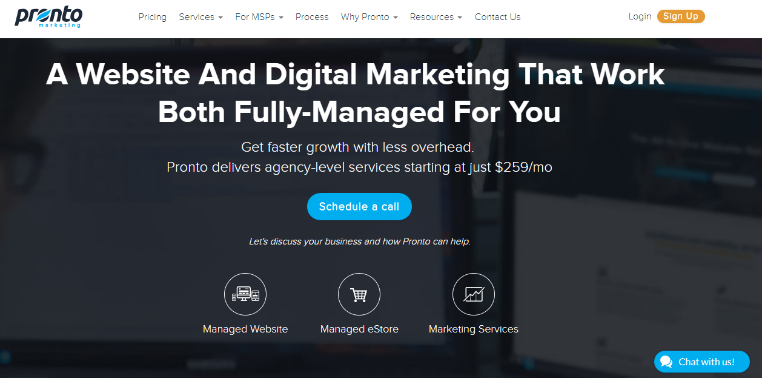 pronto
marketing
Pricing Services For MSPs Process Why Pronto Resources Contact Us
Login Sign Up
A Website And Digital Marketing That Work
Both Fully-Managed For You
Get faster growth with less overhead.
Pronto delivers agency-level services starting at just $259/mo
Schedule a call
Let's discuss your business and how Pronto can help.
Managed Website Managed eStore Marketing Services
Chat with us!